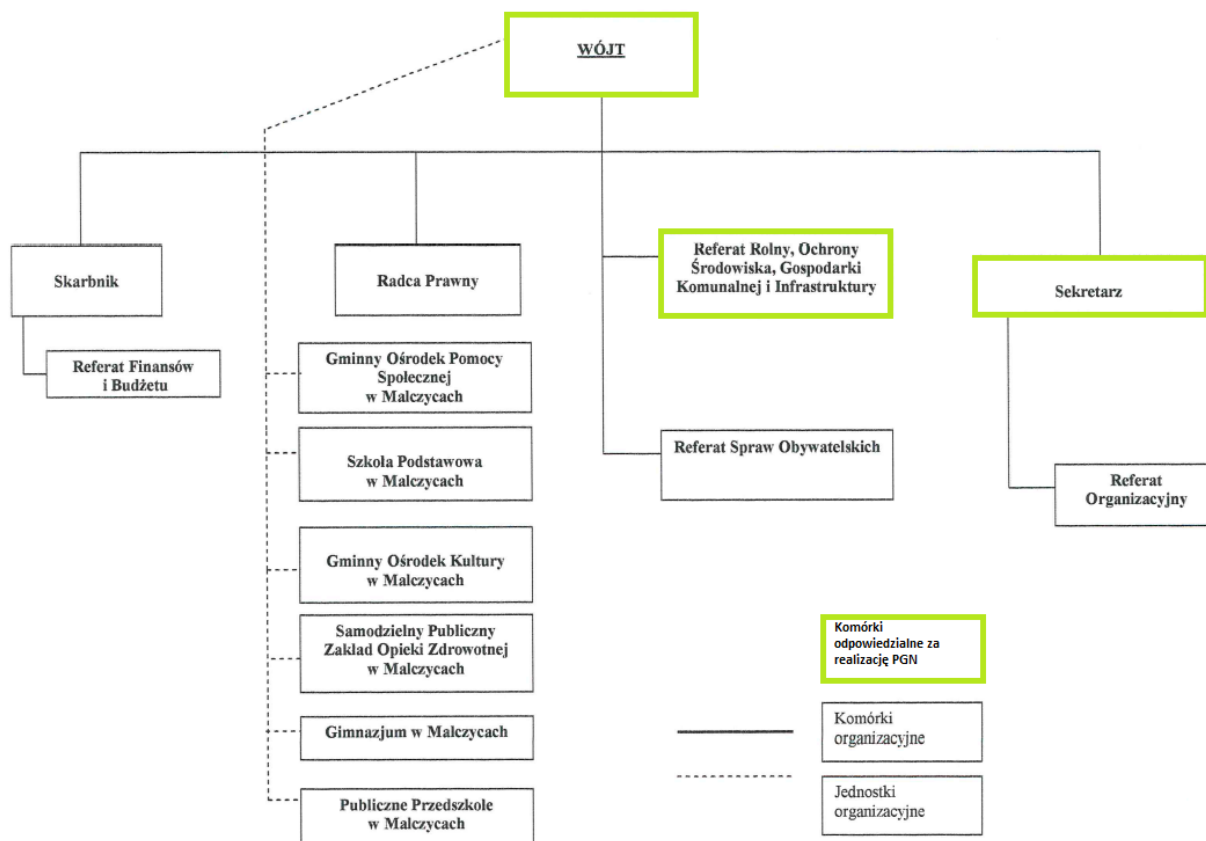 WÓJT
Skarbnik
Referat Finansów
i Budżetu
Radca Prawny
Gminny Ośrodek Pomocy
Społecznej
w Malczycach
Szkoła Podstawowa
w Malczycach
Gminny Ośrodek Kultury
w Malczycach
Samodzielny Publiczny
Zakład Opieki Zdrowotnej
w Malczycach
Gimnazjum w Malczycach
Publiczne Przedszkole
w Malczycach
Referat Rolny, Ochrony
Środowiska, Gospodarki
Komunalnej i Infrastruktury
Referat Spraw Obywatelskich
Sekretarz
Referat
Organizacyjny
Komórki
odpowiedzialne za
realizację PGN
Komórki
organizacyjne
Jednostki
organizacyjne